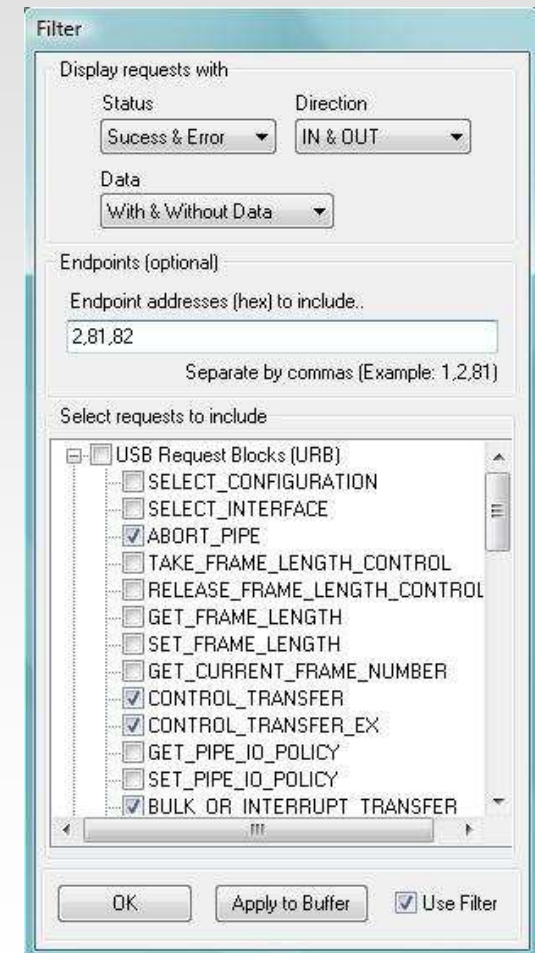 Filter
Display requests with
Status Direction
Sucess & Error IN & OUT
Data
With & Without Data
Endpoints (optional)
Endpoint addresses (hex) to include..
2,81,82
Separate by commas (Example: 1,2,81)
Select requests to include
USB Request Blocks (URB)
SELECT_CONFIGURATION
SELECT_INTERFACE
ABORT_PIPE
TAKE_FRAME_LENGTH_CONTROL
RELEASE_FRAME_LENGTH_CONTROL
GET_FRAME_LENGTH
SET_FRAME_LENGTH
GET_CURRENT_FRAME_NUMBER
CONTROL_TRANSFER
CONTROL_TRANSFER_EX
GET_PIPE_IO_POLICY
SET_PIPE_IO_POLICY
BULK_OR_INTERRUPT_TRANSFER
OK Apply to Buffer Use Filter